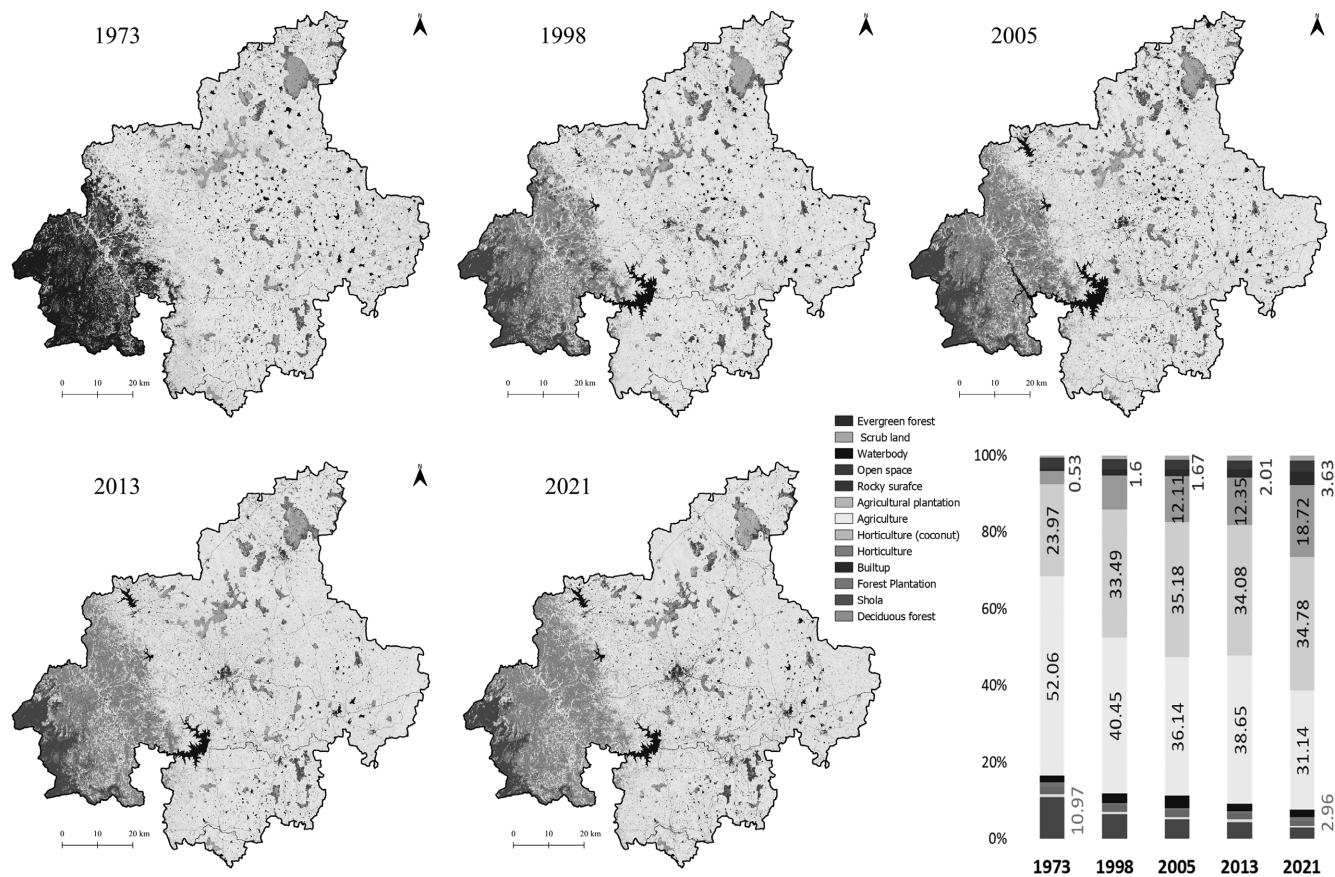 1973
N
0 10 20 km
1998
N
0 10 20 km
2005
N
0 10 20 km
2013
N
0 10 20 km
2021
N
0 10 20 km
Evergreen forest
Scrub land
Waterbody
Open space
Rocky surafce
Agricultural plantation
Agriculture
Horticulture (coconut)
Horticulture
Builtup
Forest Plantation
Shola
Deciduous forest
100%
80%
60%
40%
20%
0%
0.53
23.97
52.06
10.97
1.6
33.49
40.45
1.67
12.11
35.18
36.14
2.01
12.35
34.08
38.65
3.63
18.72
34.78
31.14
2.96
1973 1998 2005 2013 2021